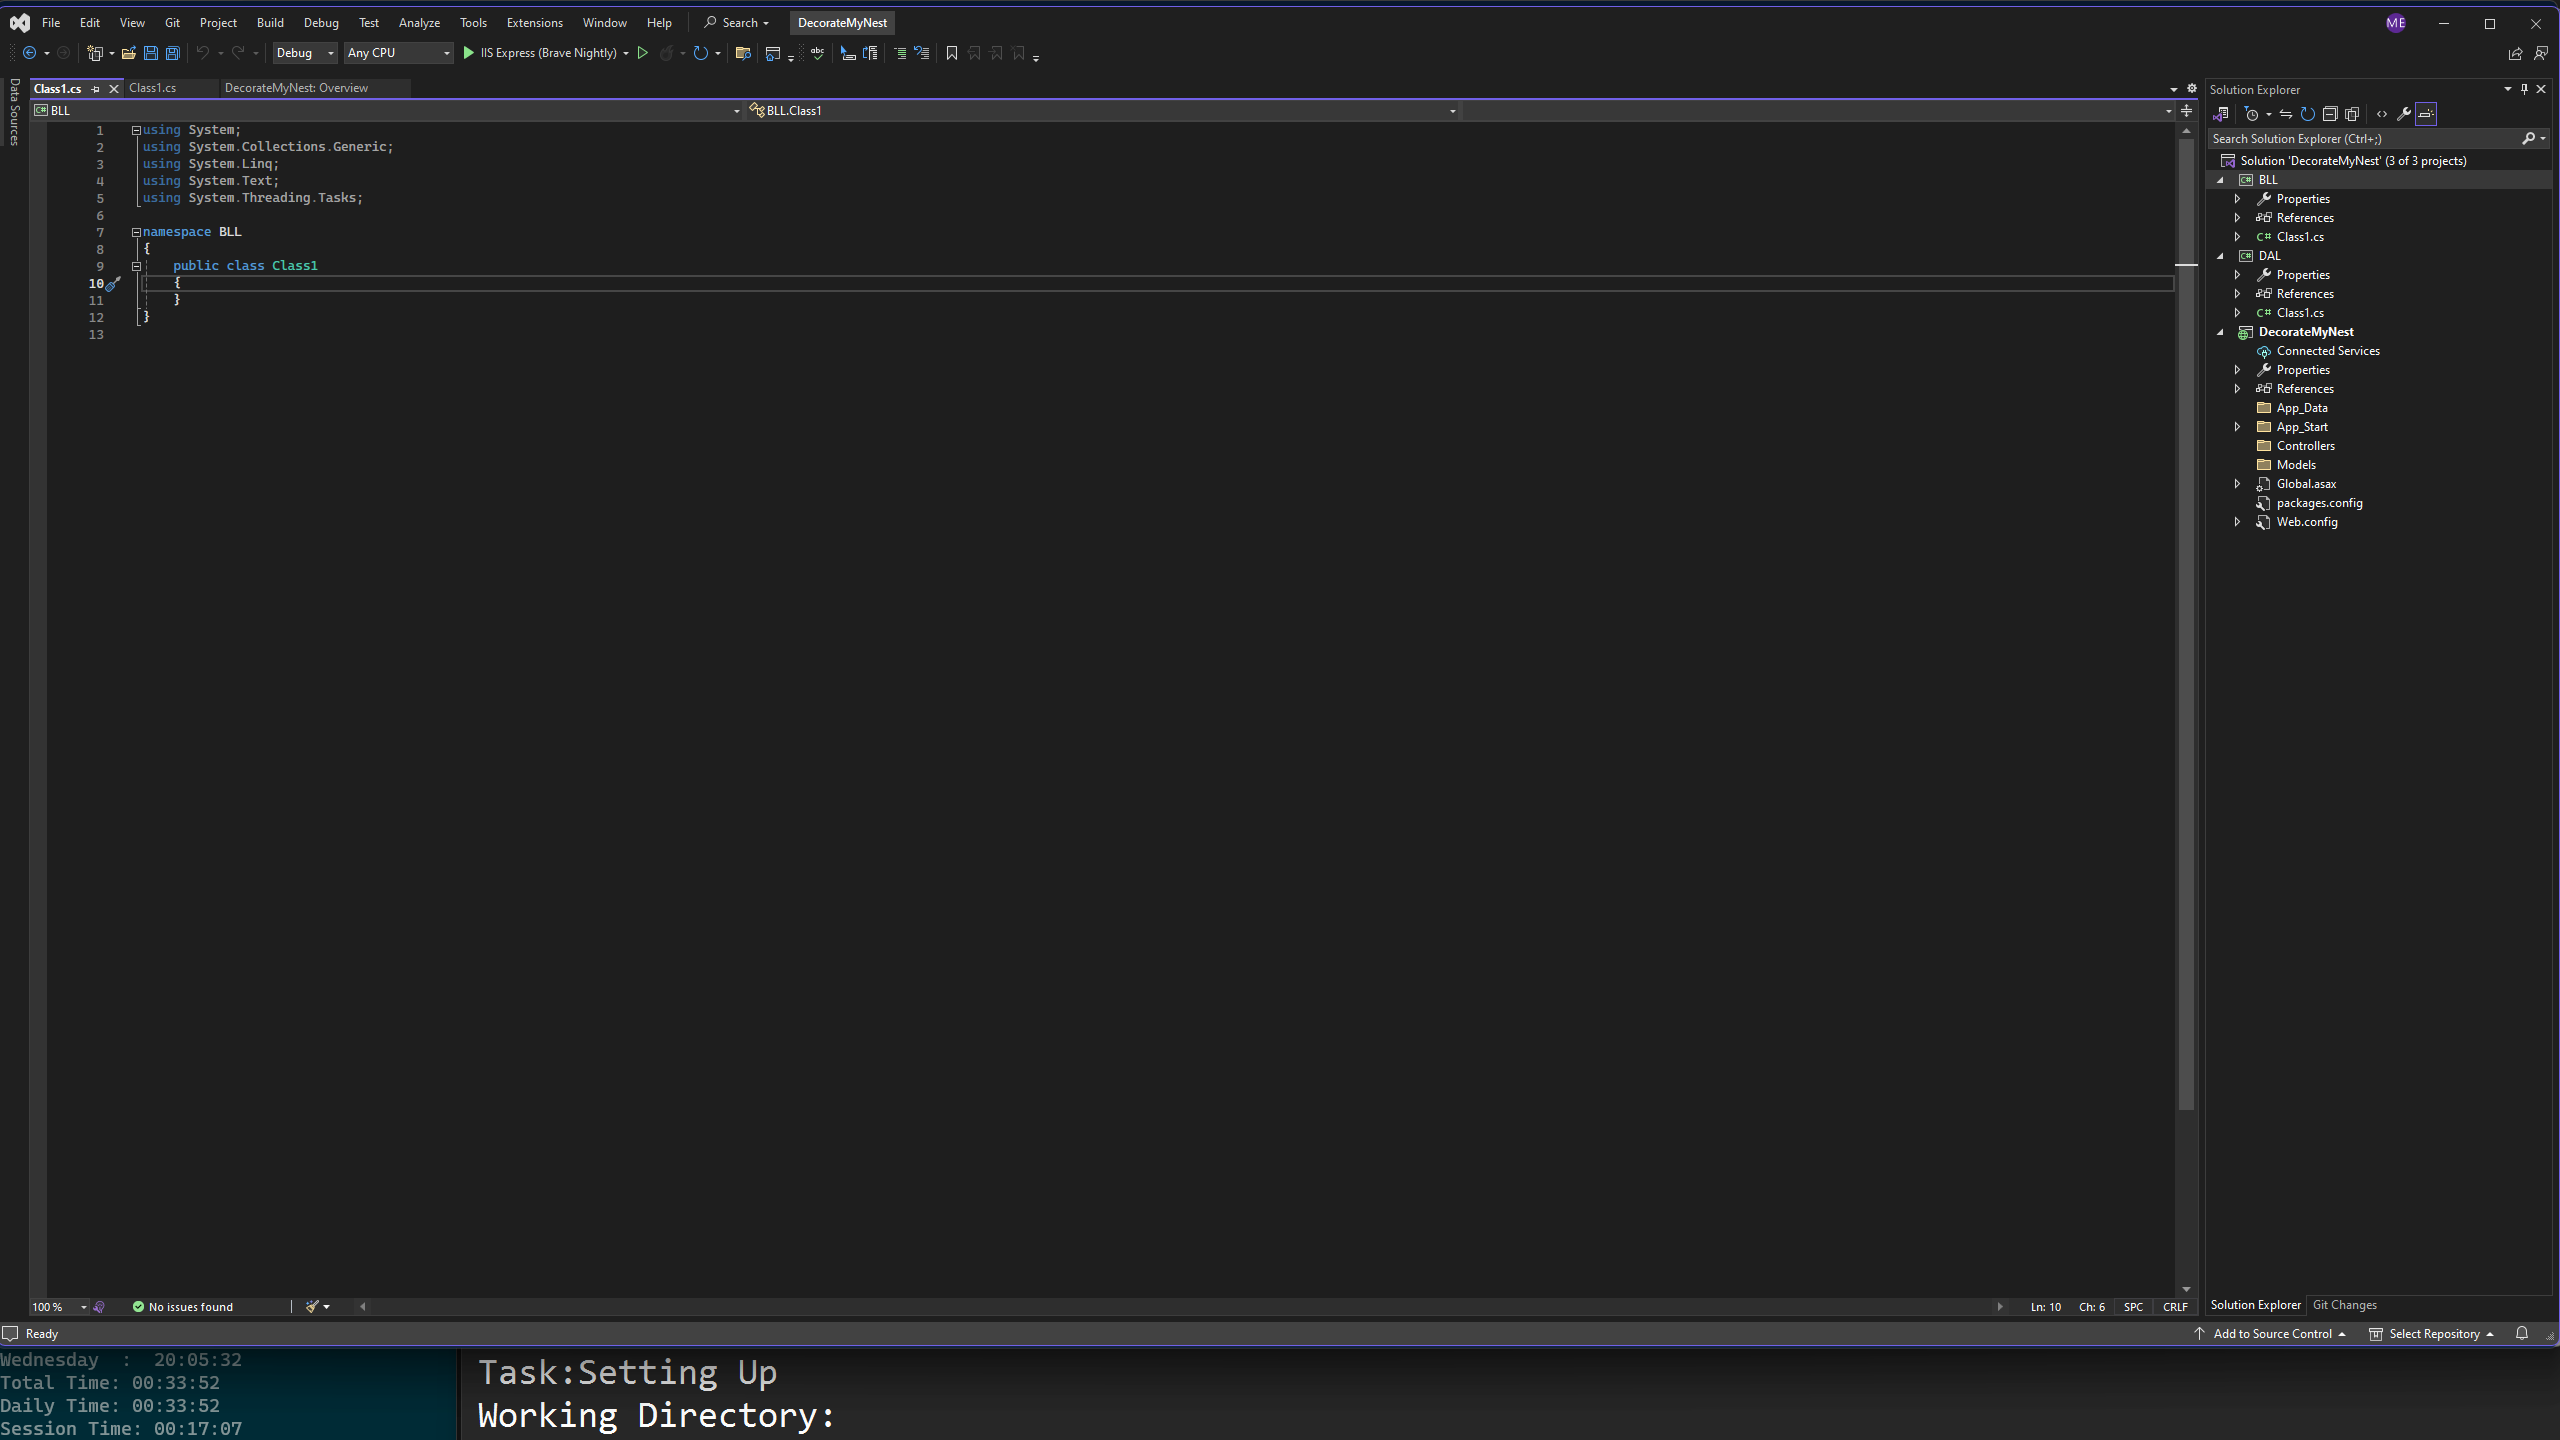 File Edit View Git Project Build Debug Test Analyze Tools Extensions Window Help Search DecorateMyNest ME
Debug Any CPU IIS Express (Brave Nightly)
Data Sources
Class1.cs Class1.cs DecorateMyNest: Overview
BLL BLL.Class1
1 using System;
2 using System.Collections.Generic;
3 using System.Linq;
4 using System.Text;
5 using System.Threading.Tasks;
6
7 namespace BLL
8 {
9 public class Class1
10 {
11 }
12 }
13
100 % No issues found Ln: 10 Ch: 6 SPC CRLF
Solution Explorer
Search Solution Explorer (Ctrl+;)
Solution 'DecorateMyNest' (3 of 3 projects)
C# BLL
Properties
References
C# Class1.cs
C# DAL
Properties
References
C# Class1.cs
DecorateMyNest
Connected Services
Properties
References
App_Data
App_Start
Controllers
Models
Global.asax
packages.config
Web.config
Solution Explorer Git Changes
Ready Add to Source Control Select Repository
Wednesday : 20:05:32
Total Time: 00:33:52
Daily Time: 00:33:52
Session Time: 00:17:07
Task:Setting Up
Working Directory: